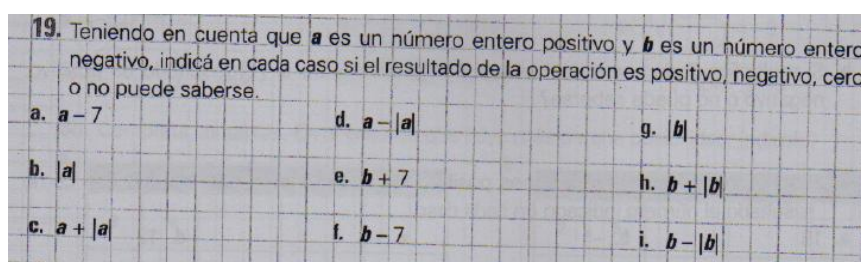 19. Teniendo en cuenta que a es un número entero positivo y b es un número entero
negativo, indicá en cada caso si el resultado de la operación es positivo, negativo, cero
o no puede saberse.
a. a – 7
d. a – |a|
g. |b|
b. |a|
e. b + 7
h. b + |b|
c. a + |a|
f. b – 7
i. b – |b|